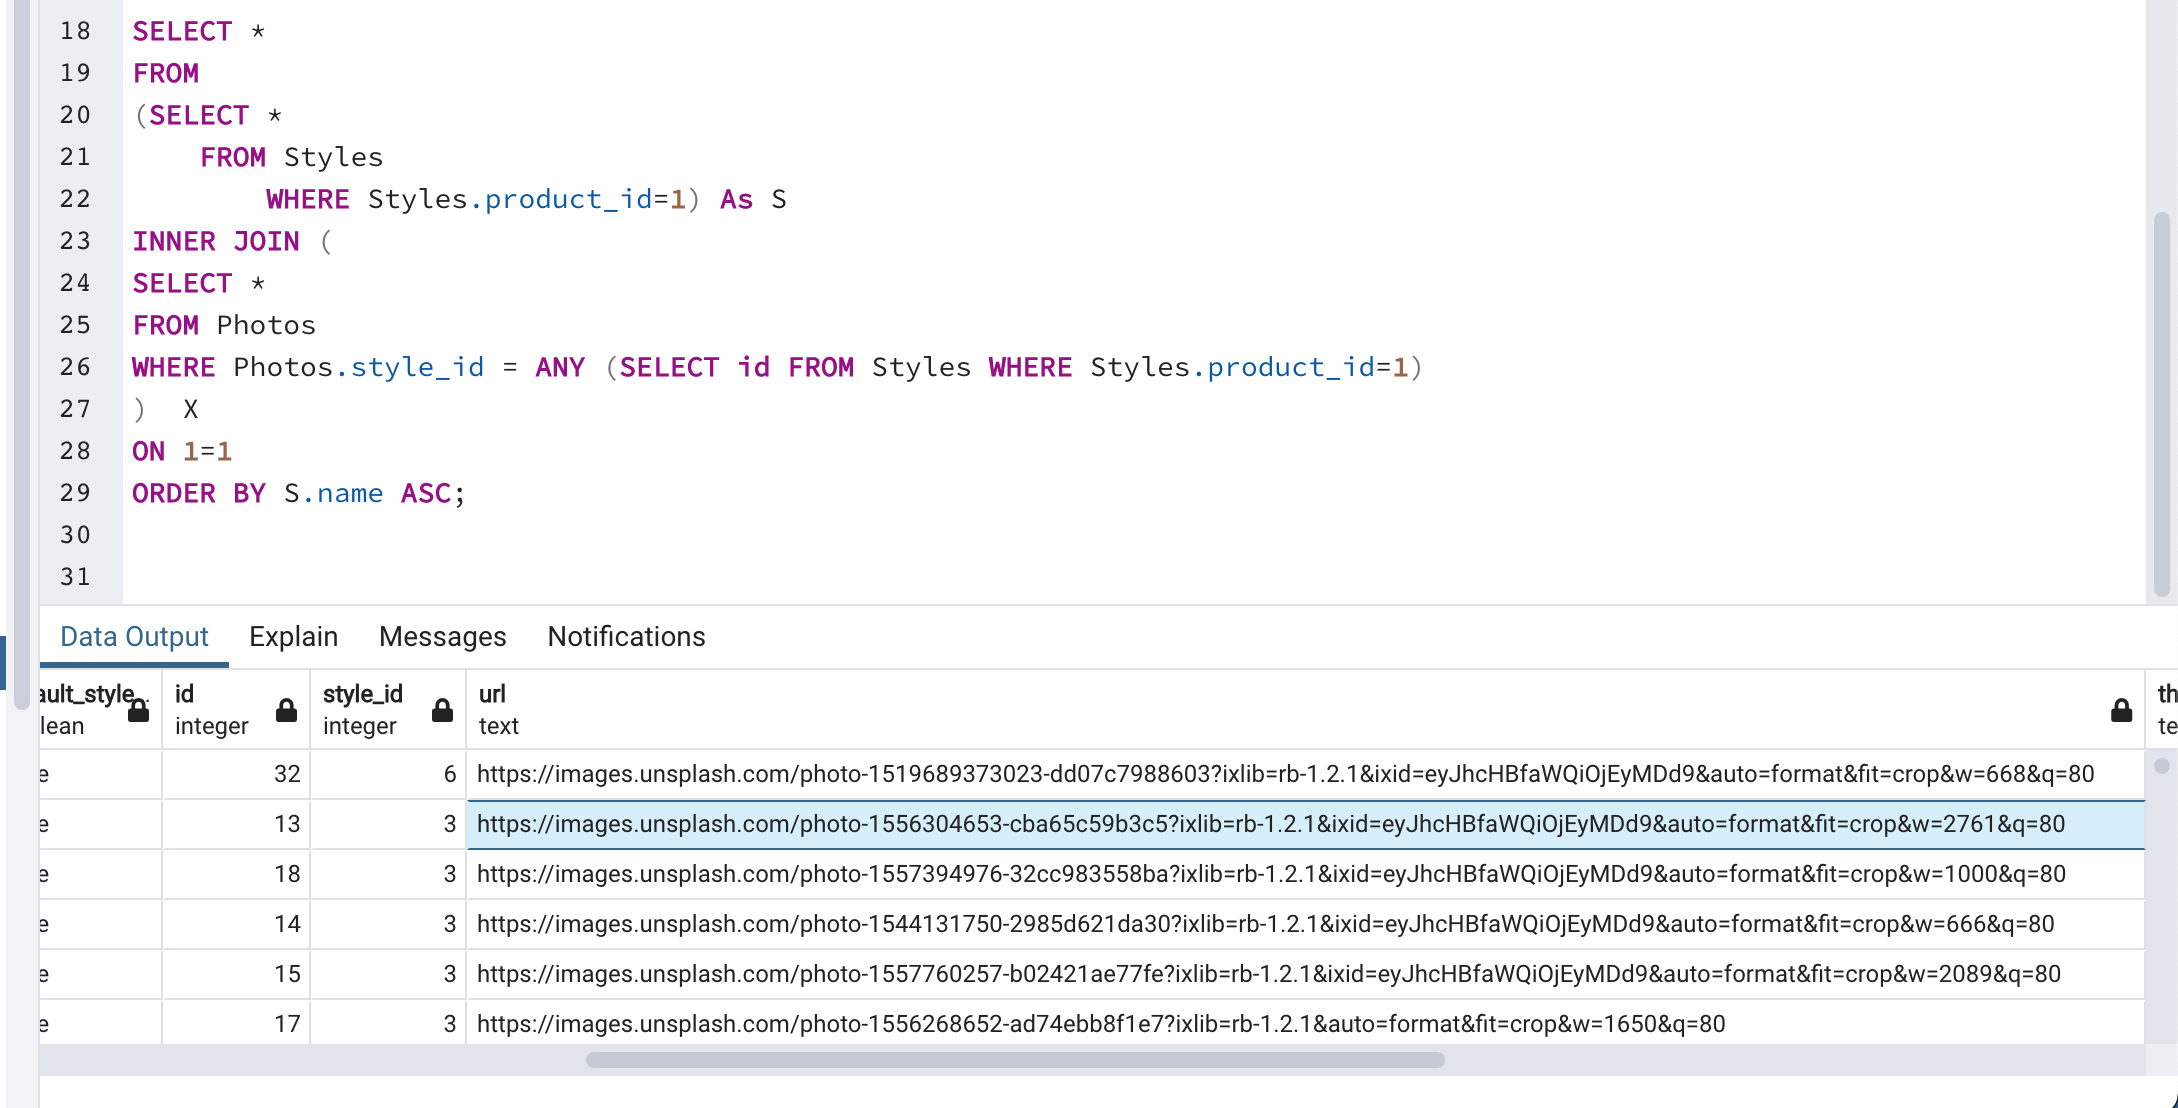 18 SELECT *
19 FROM
20 (SELECT *
21 FROM Styles
22 WHERE Styles.product_id=1) As S
23 INNER JOIN (
24 SELECT *
25 FROM Photos
26 WHERE Photos.style_id = ANY (SELECT id FROM Styles WHERE Styles.product_id=1)
27 ) X
28 ON 1=1
29 ORDER BY S.name ASC;
30
31
Data Output Explain Messages Notifications
ault_style.. id style_id url th
lean integer integer text te
e 32 6 https://images.unsplash.com/photo-1519689373023-dd07c7988603?ixlib=rb-1.2.1&ixid=eyJhcHBfaWQiOjEyMDd9&auto=format&fit=crop&w=668&q=80
e 13 3 https://images.unsplash.com/photo-1556304653-cba65c59b3c5?ixlib=rb-1.2.1&ixid=eyJhcHBfaWQiOjEyMDd9&auto=format&fit=crop&w=2761&q=80
e 18 3 https://images.unsplash.com/photo-1557394976-32cc983558ba?ixlib=rb-1.2.1&ixid=eyJhcHBfaWQiOjEyMDd9&auto=format&fit=crop&w=1000&q=80
e 14 3 https://images.unsplash.com/photo-1544131750-2985d621da30?ixlib=rb-1.2.1&ixid=eyJhcHBfaWQiOjEyMDd9&auto=format&fit=crop&w=666&q=80
e 15 3 https://images.unsplash.com/photo-1557760257-b02421ae77fe?ixlib=rb-1.2.1&ixid=eyJhcHBfaWQiOjEyMDd9&auto=format&fit=crop&w=2089&q=80
e 17 3 https://images.unsplash.com/photo-1556268652-ad74ebb8f1e7?ixlib=rb-1.2.1&auto=format&fit=crop&w=1650&q=80